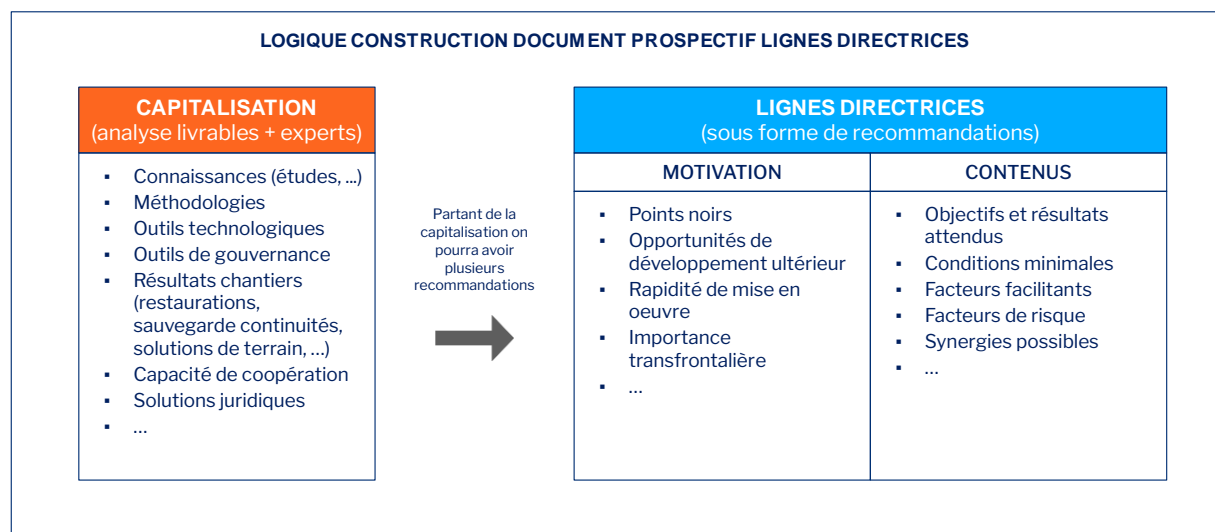 LOGIQUE CONSTRUCTION DOCUMENT PROSPECTIF LIGNES DIRECTRICES
CAPITALISATION
(analyse livrables + experts)
▪ Connaissances (études, ...)
▪ Méthodologies
▪ Outils technologiques
▪ Outils de gouvernance
▪ Résultats chantiers
(restaurations,
sauvegarde continuités,
solutions de terrain, ...)
▪ Capacité de coopération
▪ Solutions juridiques
▪ ...
Partant de la
capitalisation on
pourra avoir
plusieurs
recommandations
LIGNES DIRECTRICES
(sous forme de recommandations)
MOTIVATION
▪ Points noirs
▪ Opportunités de
développement ultérieur
▪ Rapidité de mise en
oeuvre
▪ Importance
transfrontalière
▪ ...
CONTENUS
▪ Objectifs et résultats
attendus
▪ Conditions minimales
▪ Facteurs facilitants
▪ Facteurs de risque
▪ Synergies possibles
▪ ...